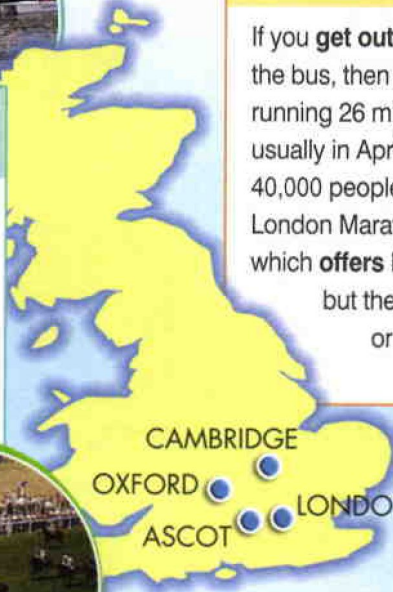 If you get out
the bus, then
running 26 m
usually in Apr
40,000 people
London Mara
which offers
but the
or
CAMBRIDGE
OXFORD
LONDO
ASCOT